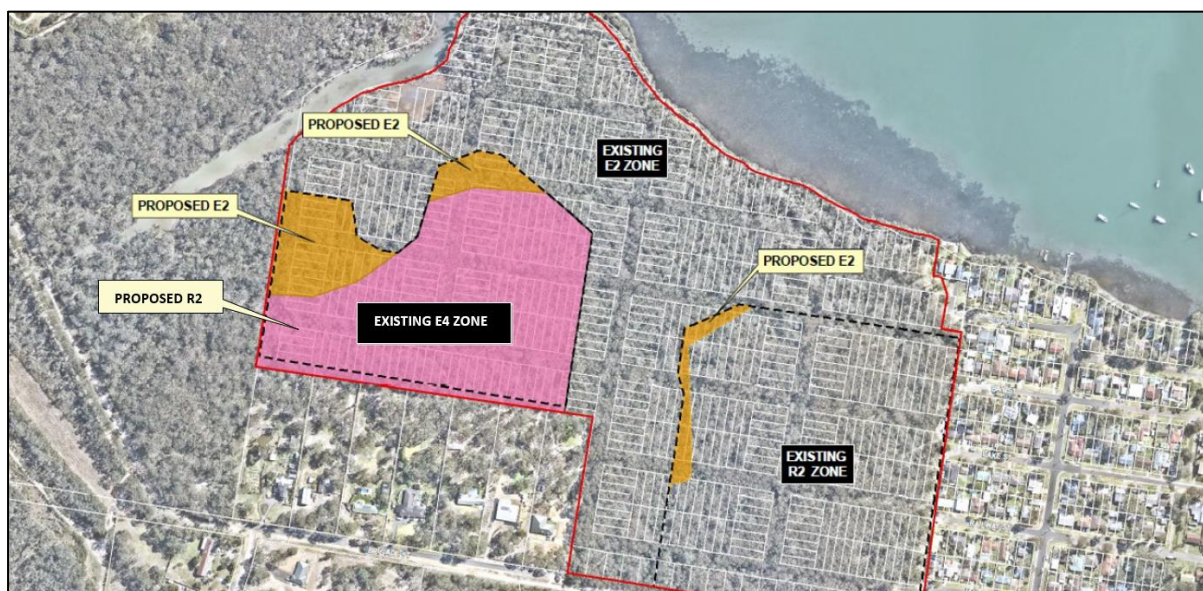 PROPOSED E2
EXISTING
E2 ZONE
PROPOSED E2
PROPOSED E2
PROPOSED R2
EXISTING E4 ZONE
EXISTING
R2 ZONE